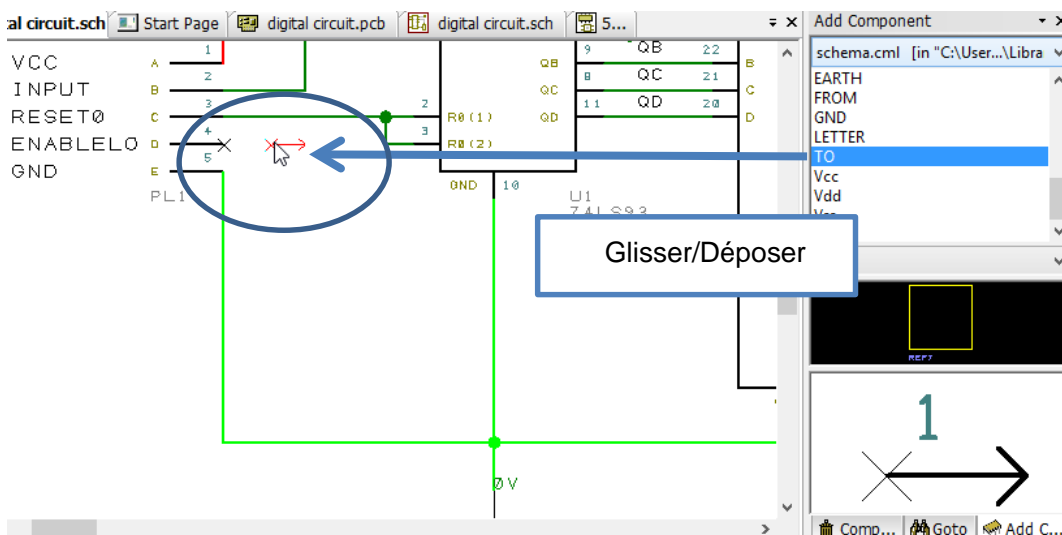 al circuit.sch Start Page digital circuit.pcb digital circuit.sch 5...
VCC
INPUT
RESET0
ENABLELO
GND
A 1
B 2
C 3
D 4
E 5
PL1
2 R0(1)
3 R0(2)
QB 9 QB 22 B
QC 8 QC 21 C
QD 11 QD 20 D
GND 10
U1
74LS93
0V
Glisser/Déposer
Add Component
schema.cml [in "C:\User...\Libra
EARTH
FROM
GND
LETTER
TO
Vcc
Vdd
1
Comp... Goto Add C...